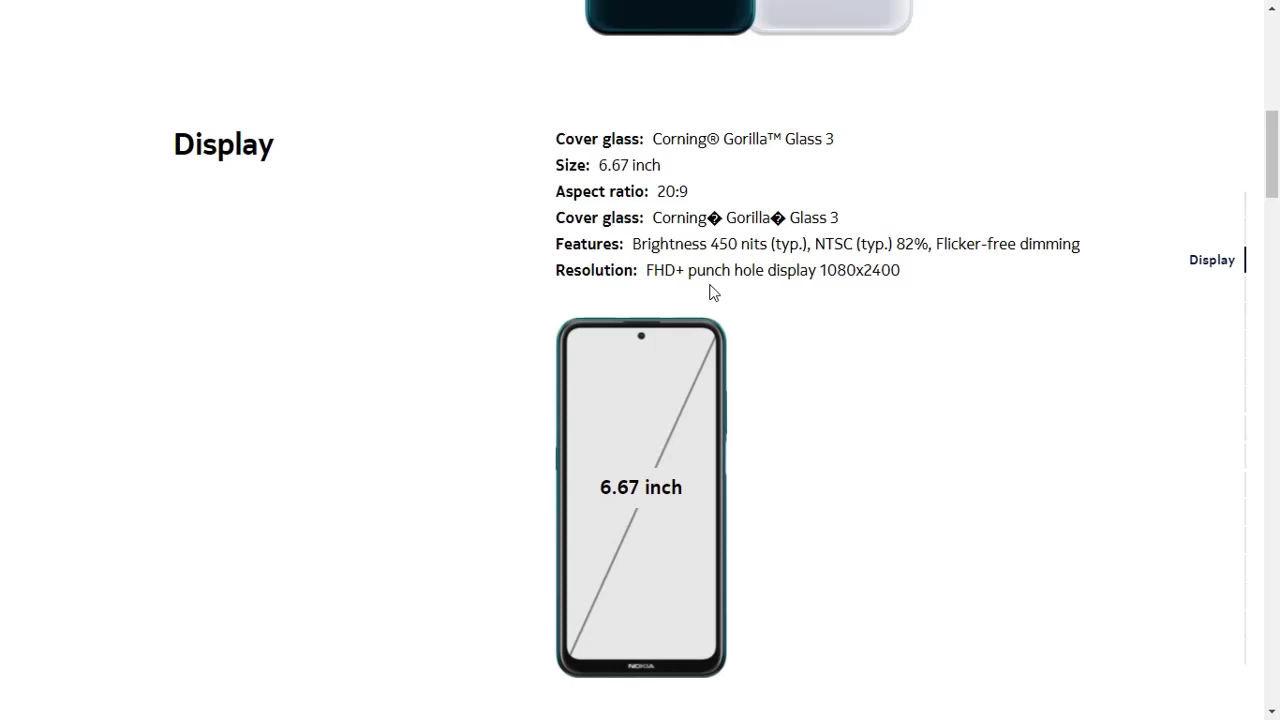 Display
Cover glass: Corning® Gorilla™ Glass 3
Size: 6.67 inch
Aspect ratio: 20:9
Cover glass: Corning� Gorilla� Glass 3
Features: Brightness 450 nits (typ.), NTSC (typ.) 82%, Flicker-free dimming
Resolution: FHD+ punch hole display 1080x2400
Display
6.67 inch
NOKIA